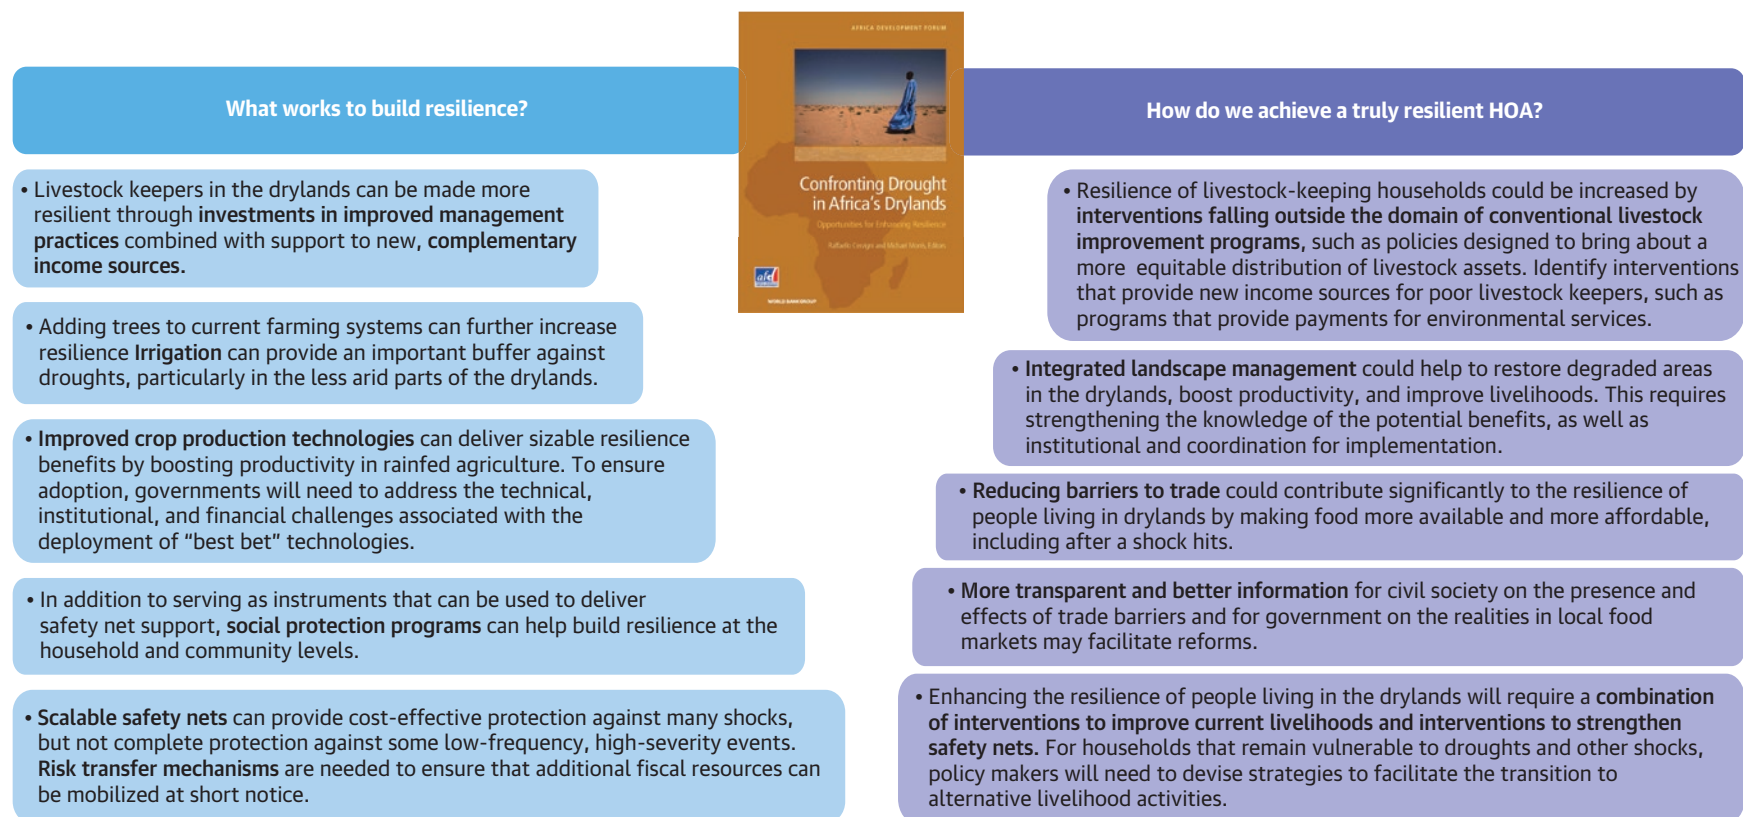 What works to build resilience?
• Livestock keepers in the drylands can be made more
resilient through investments in improved management
practices combined with support to new, complementary
income sources.
• Adding trees to current farming systems can further increase
resilience Irrigation can provide an important buffer against
droughts, particularly in the less arid parts of the drylands.
• Improved crop production technologies can deliver sizable resilience
benefits by boosting productivity in rainfed agriculture. To ensure
adoption, governments will need to address the technical,
institutional, and financial challenges associated with the
deployment of “best bet” technologies.
• In addition to serving as instruments that can be used to deliver
safety net support, social protection programs can help build resilience at the
household and community levels.
• Scalable safety nets can provide cost-effective protection against many shocks,
but not complete protection against some low-frequency, high-severity events.
Risk transfer mechanisms are needed to ensure that additional fiscal resources can
be mobilized at short notice.
AFRICA DEVELOPMENT FORUM
Confronting Drought
in Africa’s Drylands
Opportunities for Enhancing Resilience
Raffaello Cervigni and Michael Morris, Editors
afd
WORLD BANK GROUP
How do we achieve a truly resilient HOA?
• Resilience of livestock-keeping households could be increased by
interventions falling outside the domain of conventional livestock
improvement programs, such as policies designed to bring about a
more equitable distribution of livestock assets. Identify interventions
that provide new income sources for poor livestock keepers, such as
programs that provide payments for environmental services.
• Integrated landscape management could help to restore degraded areas
in the drylands, boost productivity, and improve livelihoods. This requires
strengthening the knowledge of the potential benefits, as well as
institutional and coordination for implementation.
• Reducing barriers to trade could contribute significantly to the resilience of
people living in drylands by making food more available and more affordable,
including after a shock hits.
• More transparent and better information for civil society on the presence and
effects of trade barriers and for government on the realities in local food
markets may facilitate reforms.
• Enhancing the resilience of people living in the drylands will require a combination
of interventions to improve current livelihoods and interventions to strengthen
safety nets. For households that remain vulnerable to droughts and other shocks,
policy makers will need to devise strategies to facilitate the transition to
alternative livelihood activities.